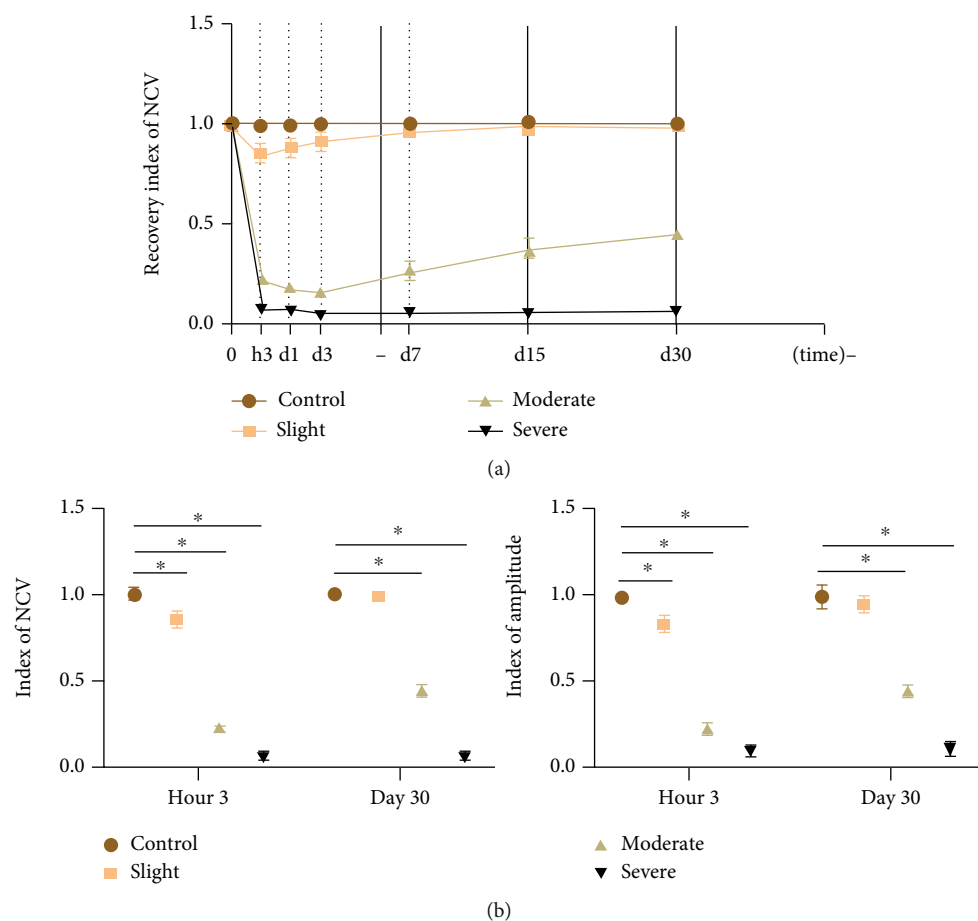 Recovery index of NCV
1.5
1.0
0.5
0.0
0 h3 d1 d3 – d7 d15 d30 (time)–
Control
Moderate
Slight
Severe
(a)
Index of NCV
1.5
1.0
0.5
0.0
* * *
* *
Hour 3 Day 30
Index of amplitude
1.5
1.0
0.5
0.0
* * *
* *
Hour 3 Day 30
Control
Moderate
Slight
Severe
(b)